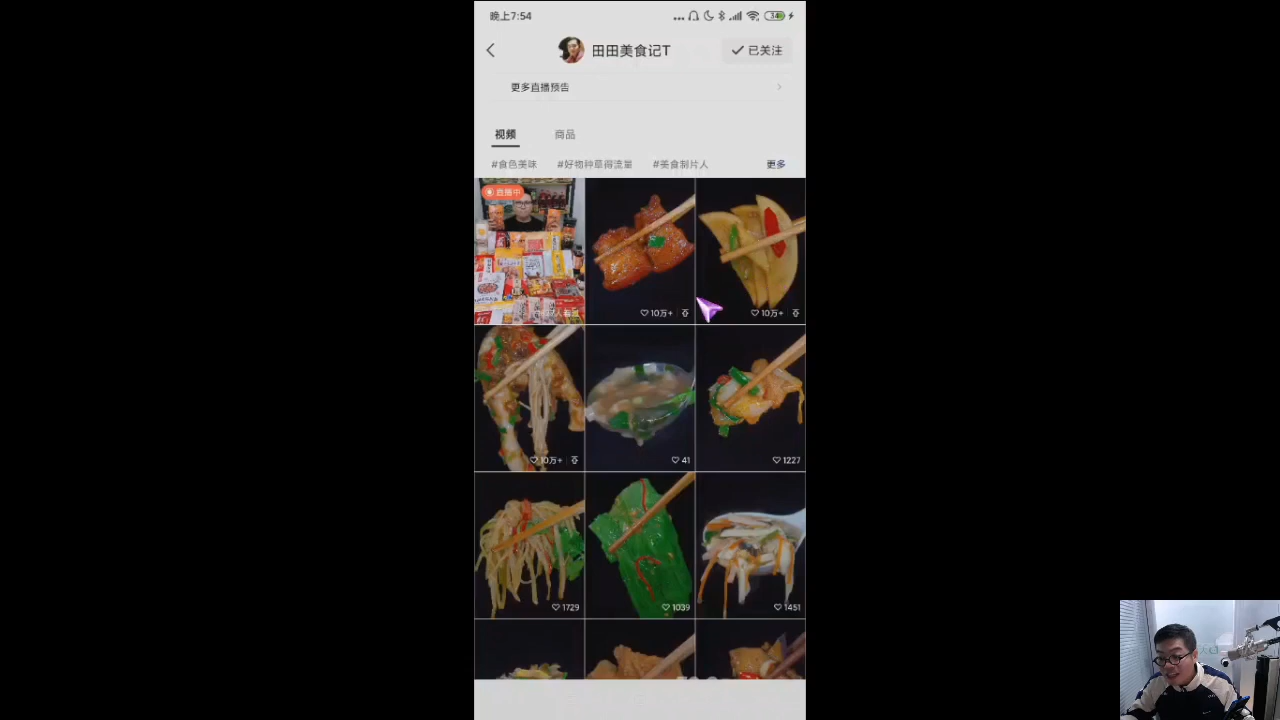 晚上7:54
34
田田美食记T
已关注
更多直播预告
视频
商品
#食色美味
#好物种草得流量
#美食制片人
更多
直播中
10万+
10万+
10万+
41
1227
1729
1039
1451